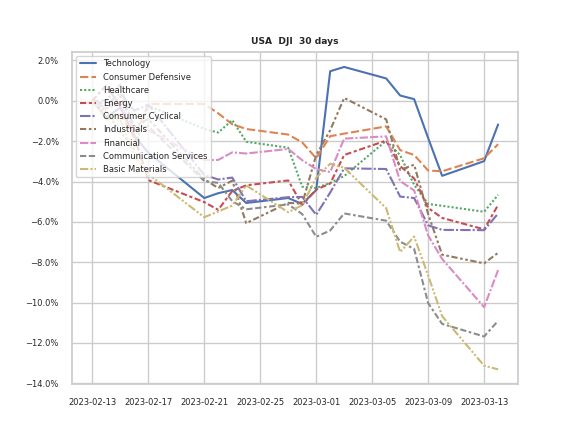 USA DJI 30 days
2.0%
0.0%
−2.0%
−4.0%
−6.0%
−8.0%
−10.0%
−12.0%
−14.0%
Technology
Consumer Defensive
Healthcare
Energy
Consumer Cyclical
Industrials
Financial
Communication Services
Basic Materials
2023-02-13 2023-02-17 2023-02-21 2023-02-25 2023-03-01 2023-03-05 2023-03-09 2023-03-13